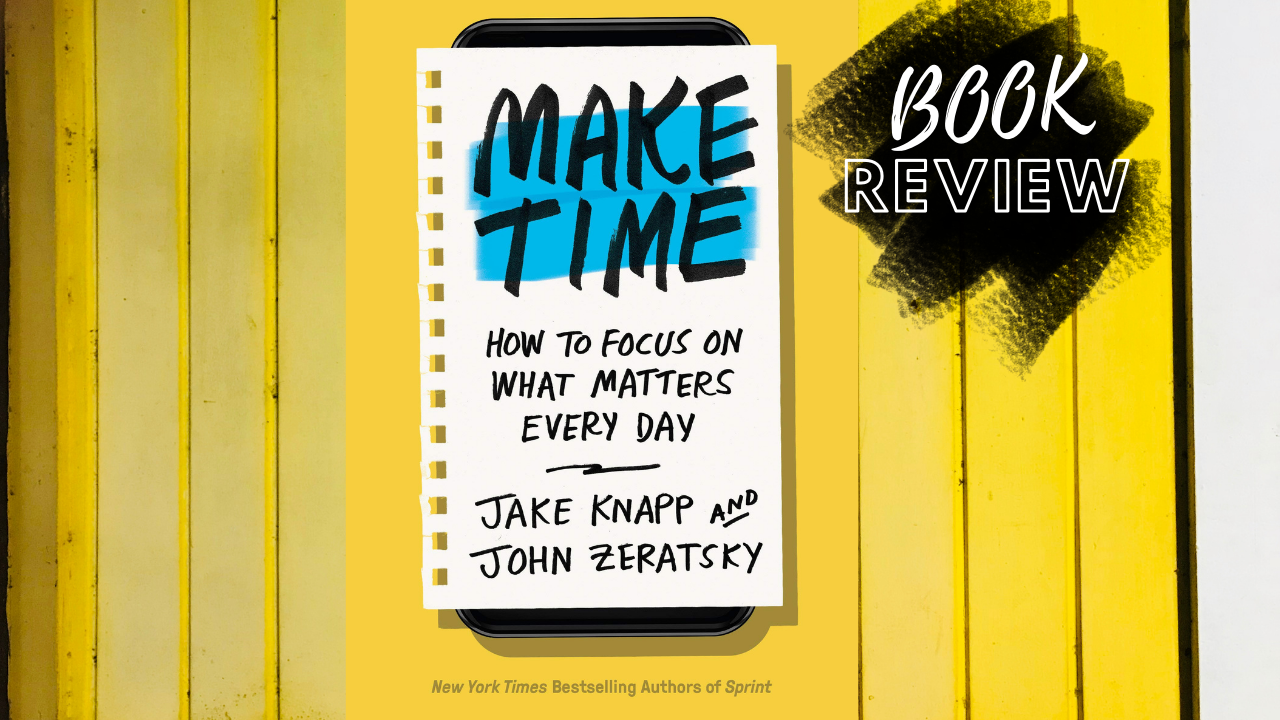 MAKE
TIME
HOW TO FOCUS ON
WHAT MATTERS
EVERY DAY
JAKE KNAPP AND
JOHN ZERATSKY
New York Times Bestselling Authors of Sprint
BOOK
REVIEW